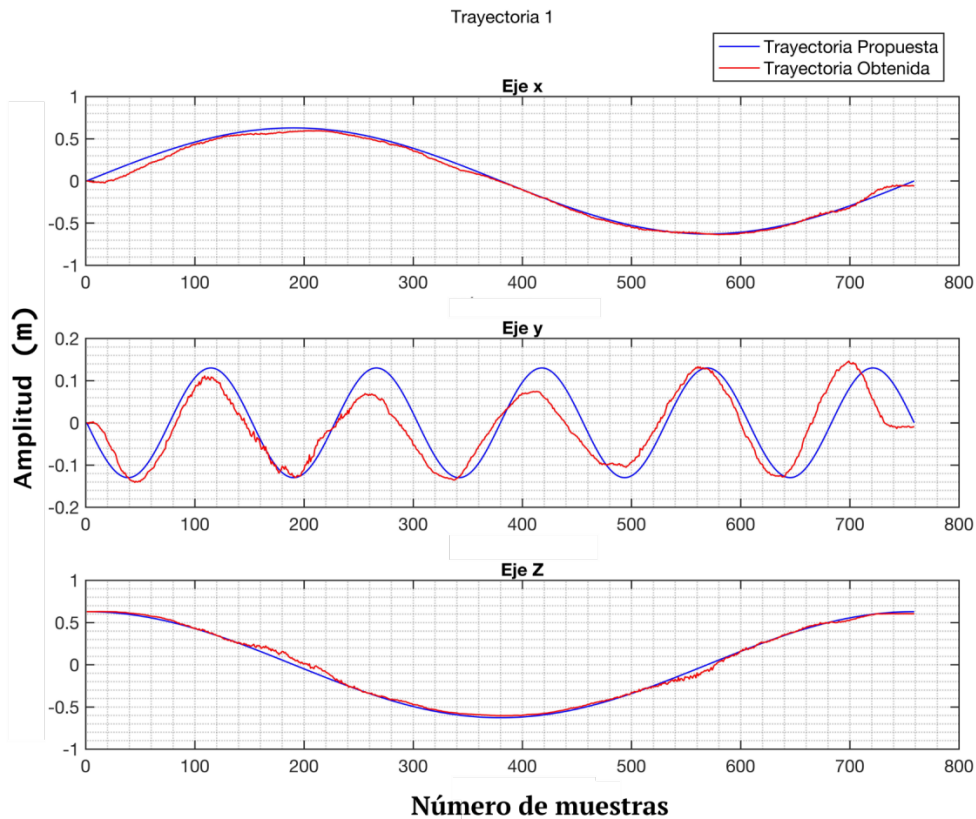 Trayectoria 1
Trayectoria Propuesta
Trayectoria Obtenida
Eje x
1
0.5
0
-0.5
-1
0 100 200 300 400 500 600 700 800
Eje y
0.2
0.1
0
-0.1
-0.2
0 100 200 300 400 500 600 700 800
Amplitud (m)
Eje Z
1
0.5
0
-0.5
-1
0 100 200 300 400 500 600 700 800
Número de muestras